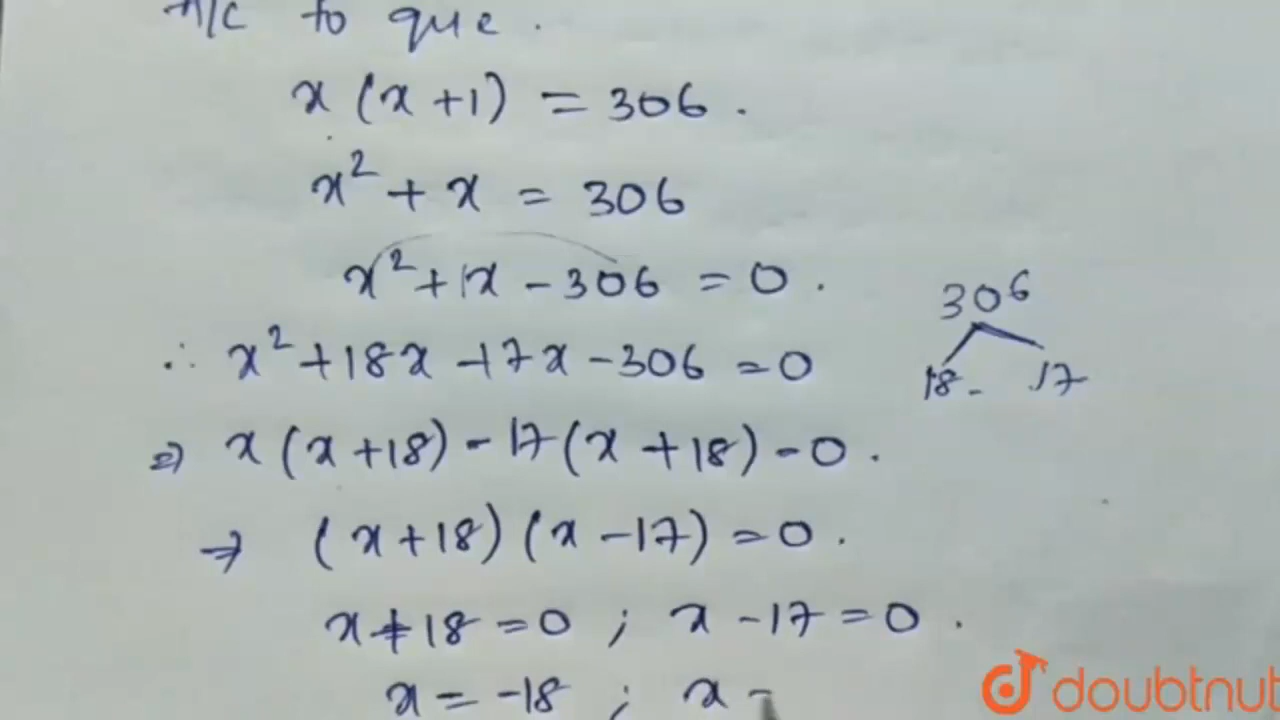 A/C to que.
x(x+1) = 306.
x² + x = 306
x² + 1x - 306 = 0.
306
18 - 17
∴ x² + 18x - 17x - 306 = 0
⇒ x(x+18) - 17(x+18) - 0.
⇒ (x+18)(x-17) = 0.
x + 18 = 0 ; x - 17 = 0.
x = -18 ; x =
doubtnut